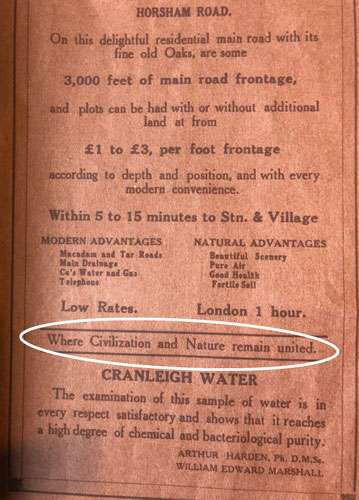 HORSHAM ROAD.
On this delightful residential main road with its
fine old Oaks, are some
3,000 feet of main road frontage,
and plots can be had with or without additional
land at from
£1 to £3, per foot frontage
according to depth and position, and with every
modern convenience.
Within 5 to 15 minutes to Stn. & Village
MODERN ADVANTAGES
Macadam and Tar Roads
Main Drainage
Co's Water and Gas
Telephone
NATURAL ADVANTAGES
Beautiful Scenery
Pure Air
Good Health
Fertile Soil
Low Rates. London 1 hour.
Where Civilization and Nature remain united.
CRANLEIGH WATER
The examination of this sample of water is in
every respect satisfactory and shows that it reaches
a high degree of chemical and bacteriological purity.
ARTHUR HARDEN, Ph. D.M.Sc.
WILLIAM EDWARD MARSHALL